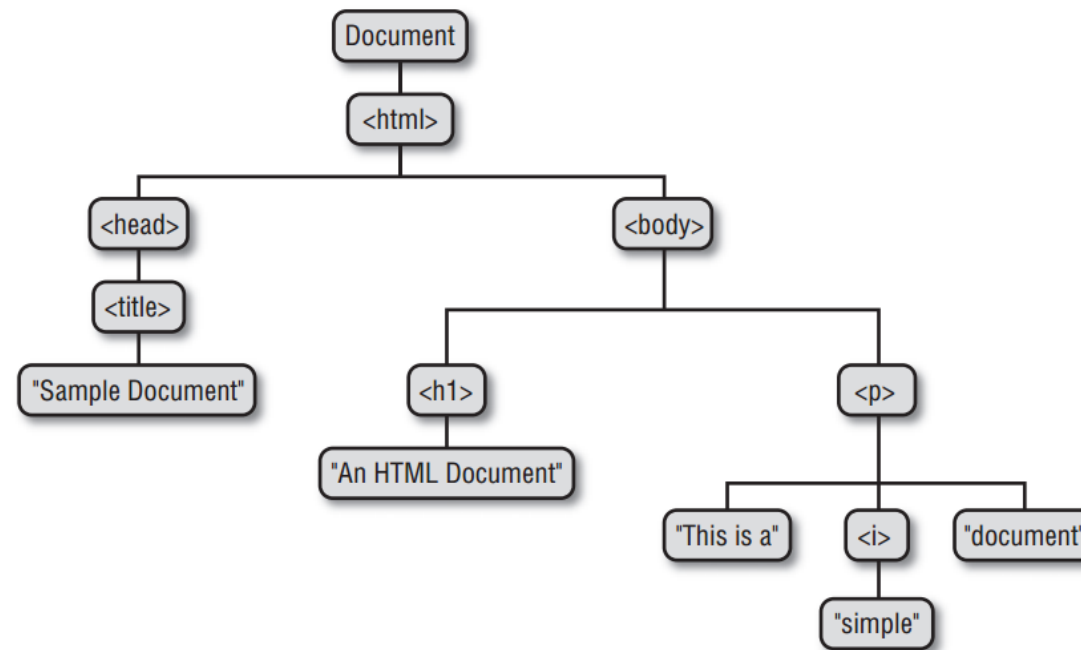 Document
<html>
<head>
<body>
<title>
"Sample Document"
<h1>
<p>
"An HTML Document"
"This is a"
<i>
"document"
"simple"